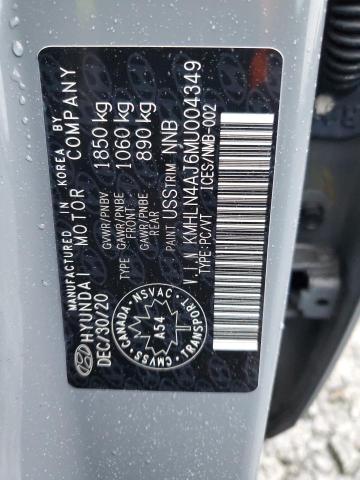 MANUFACTURED IN KOREA BY
HYUNDAI MOTOR COMPANY
DEC/30/20
GVWR/PNBV 1850 kg
GAWR/PNBE FRONT 1060 kg
GAWR/PNBE REAR 890 kg
PAINT USS TRIM NNB
V I N KMHLN4AJ6MU004349
TYPE:PC/VT ICES/NMB-002
CANADA NSVAC
A54
CMVSS TRANSPORT